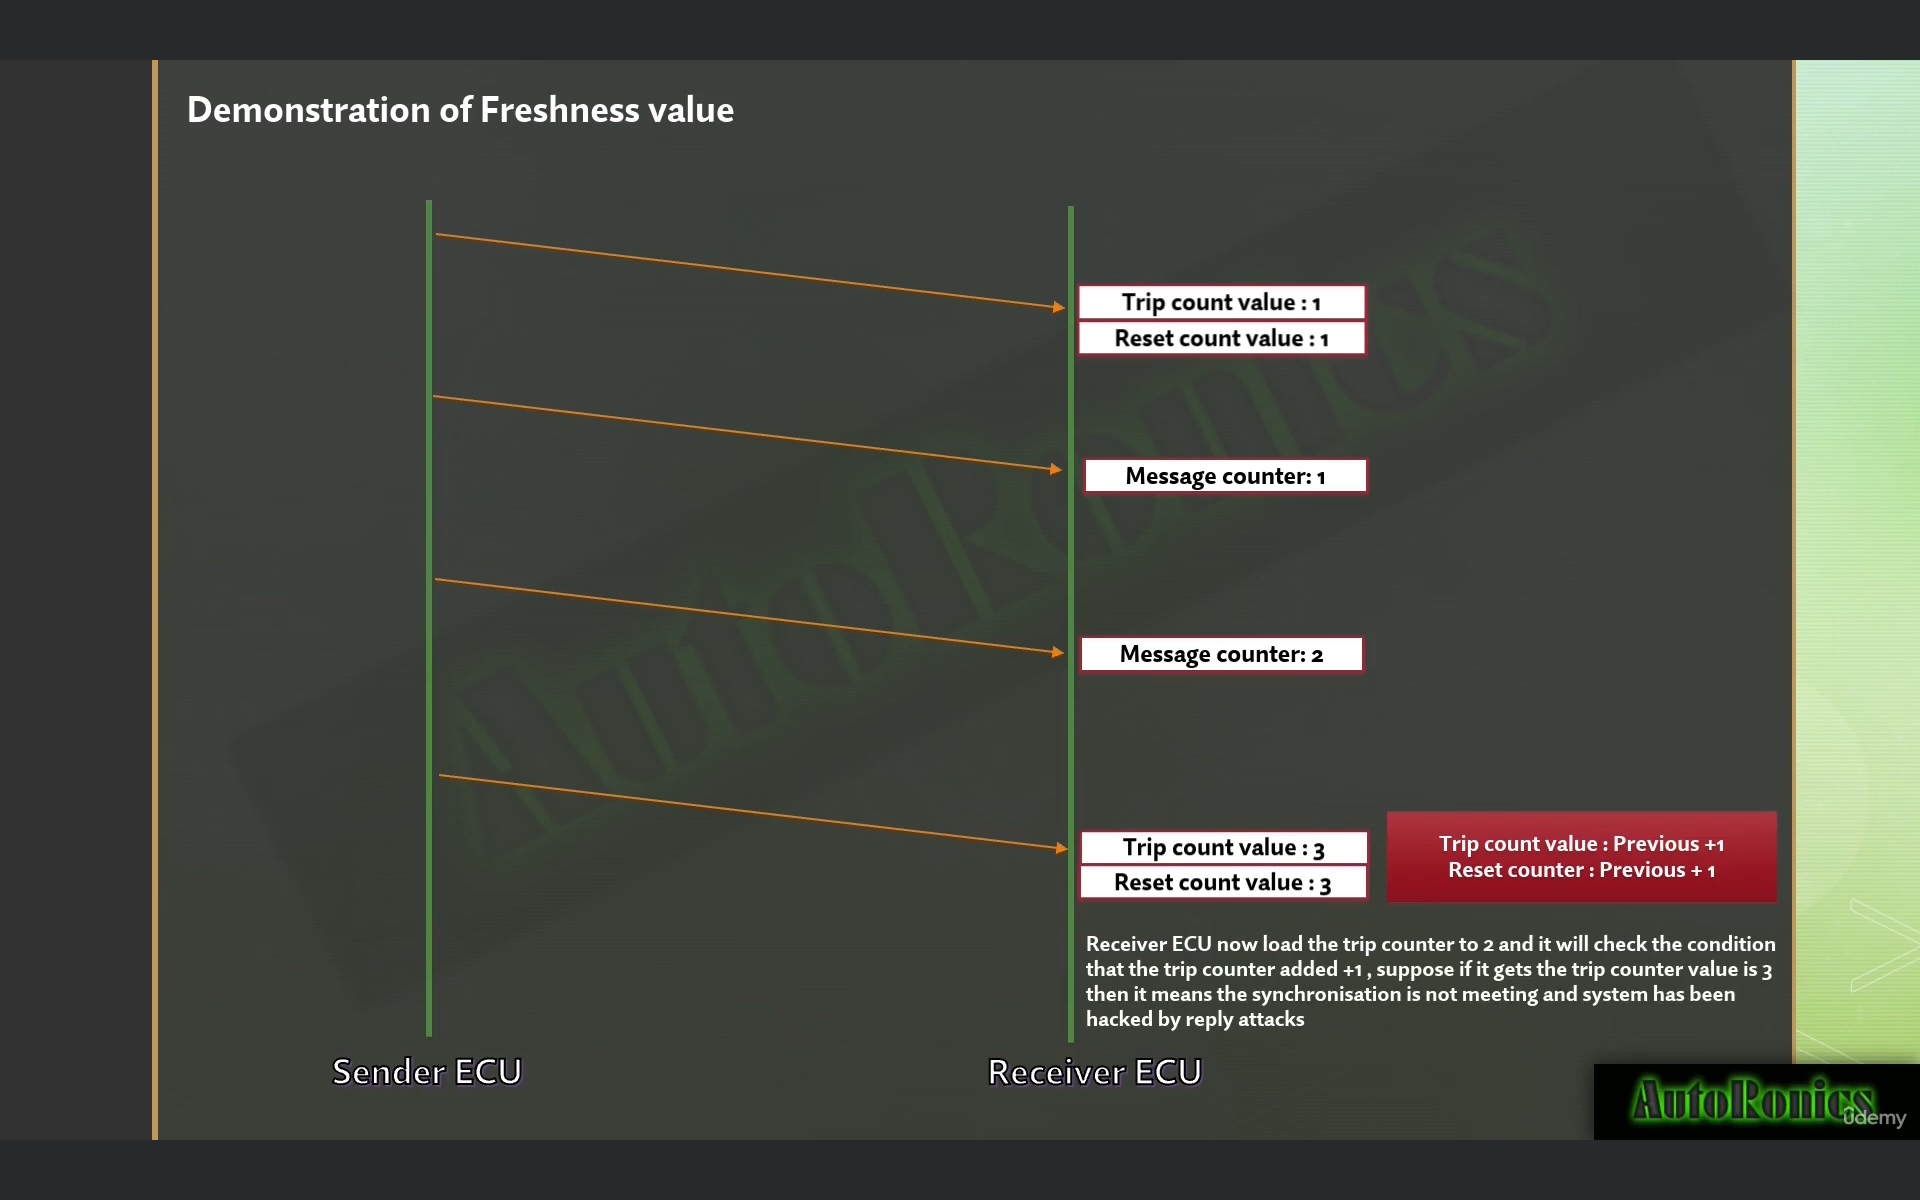 Demonstration of Freshness value
Trip count value : 1
Reset count value : 1
Message counter: 1
Message counter: 2
Trip count value : 3
Reset count value : 3
Trip count value : Previous +1
Reset counter : Previous + 1
Receiver ECU now load the trip counter to 2 and it will check the condition
that the trip counter added +1 , suppose if it gets the trip counter value is 3
then it means the synchronisation is not meeting and system has been
hacked by reply attacks
Sender ECU
Receiver ECU
AutoRonics
AutoRonics
ûdemy